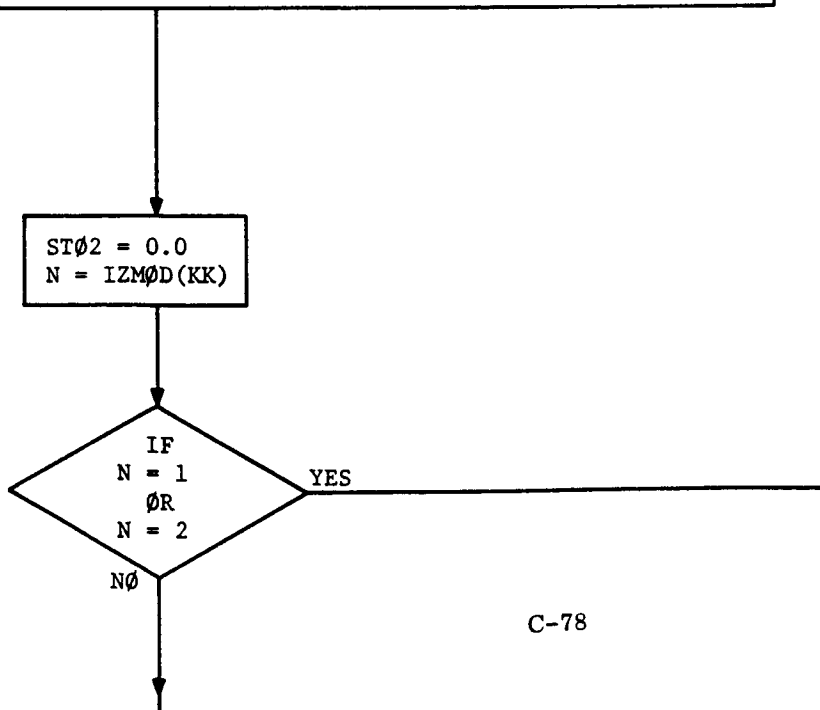 STØ2 = 0.0
N = IZMØD(KK)
IF
N = 1
ØR
N = 2
YES
NØ
C-78